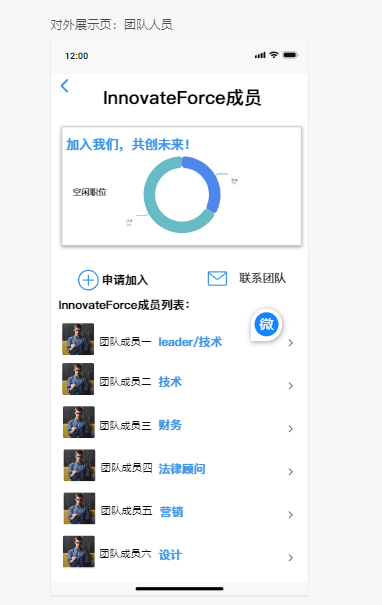 对外展示页：团队人员
12:00
InnovateForce成员
加入我们，共创未来！
空闲职位
申请加入
联系团队
InnovateForce成员列表：
微
团队成员一 leader/技术
团队成员二 技术
团队成员三 财务
团队成员四 法律顾问
团队成员五 营销
团队成员六 设计